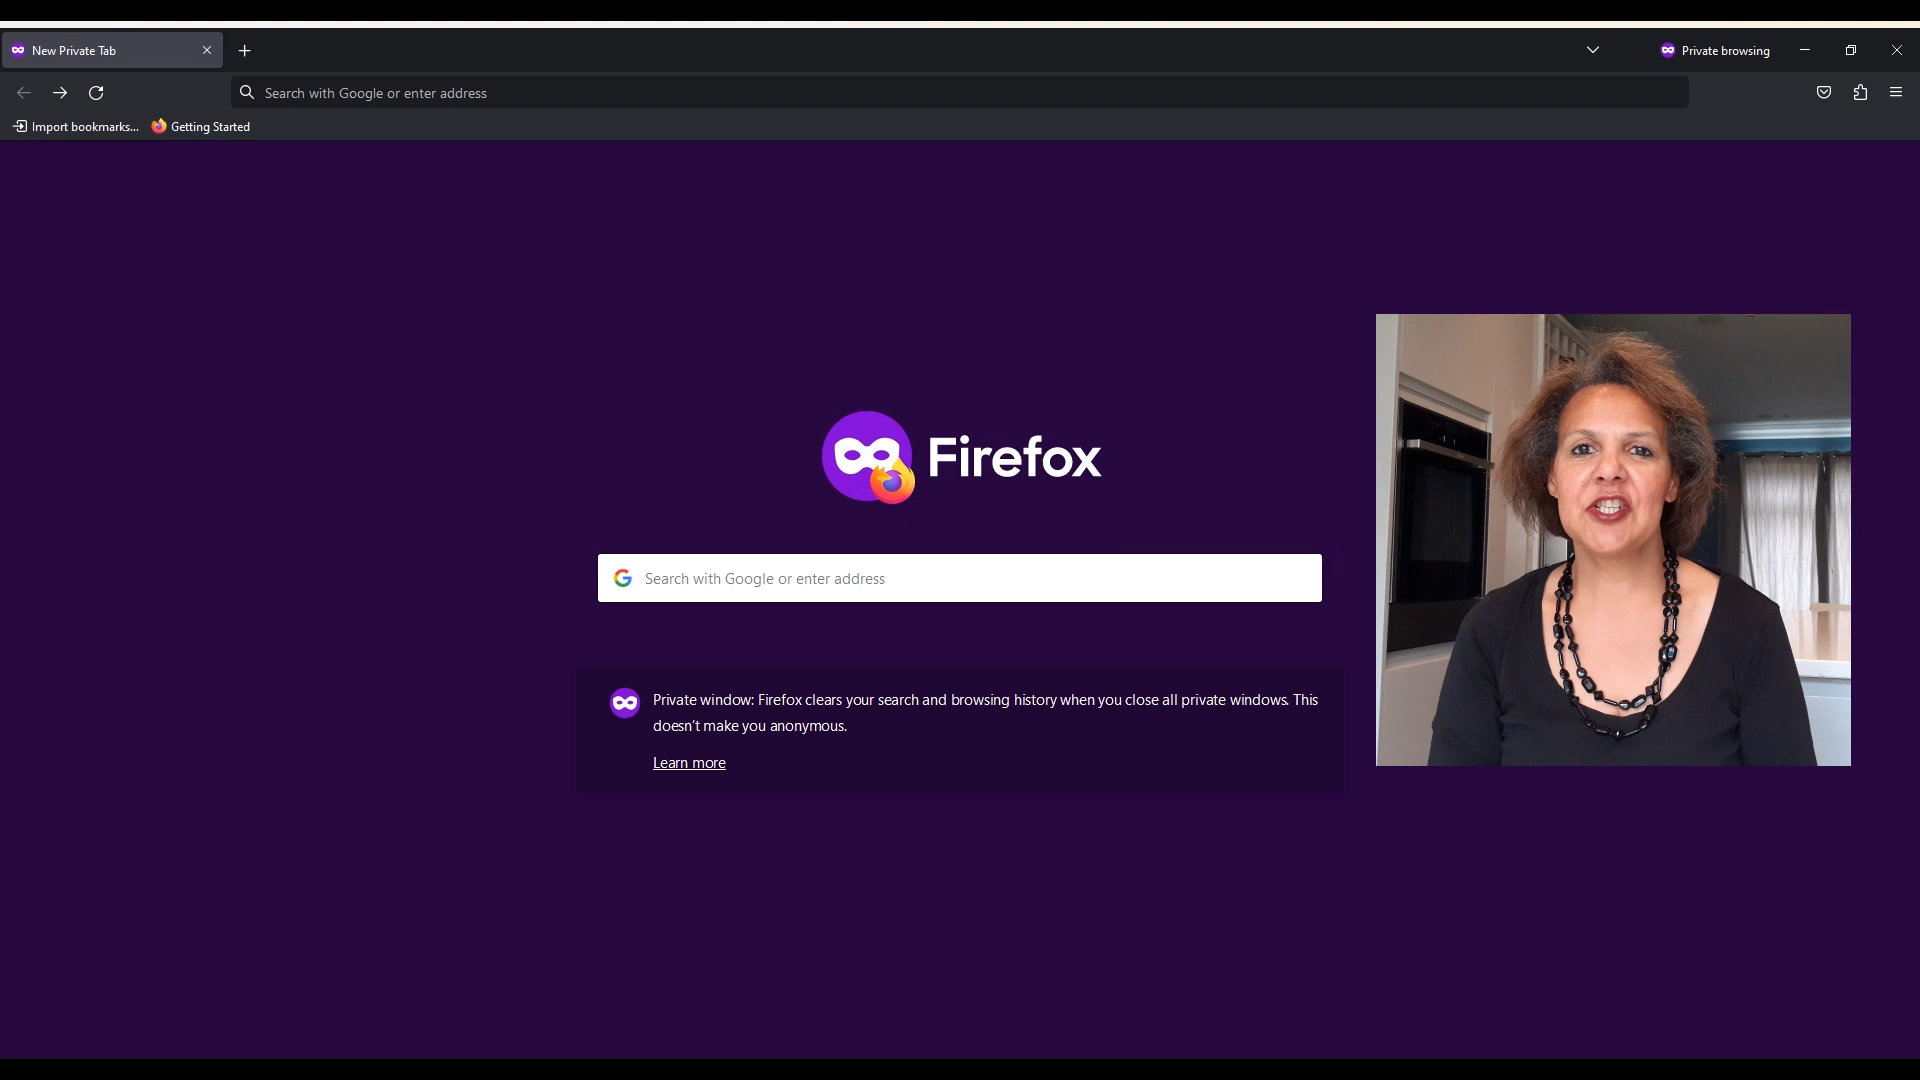 New Private Tab
Private browsing
Search with Google or enter address
Import bookmarks...
Getting Started
Firefox
Search with Google or enter address
Private window: Firefox clears your search and browsing history when you close all private windows. This
doesn’t make you anonymous.
Learn more